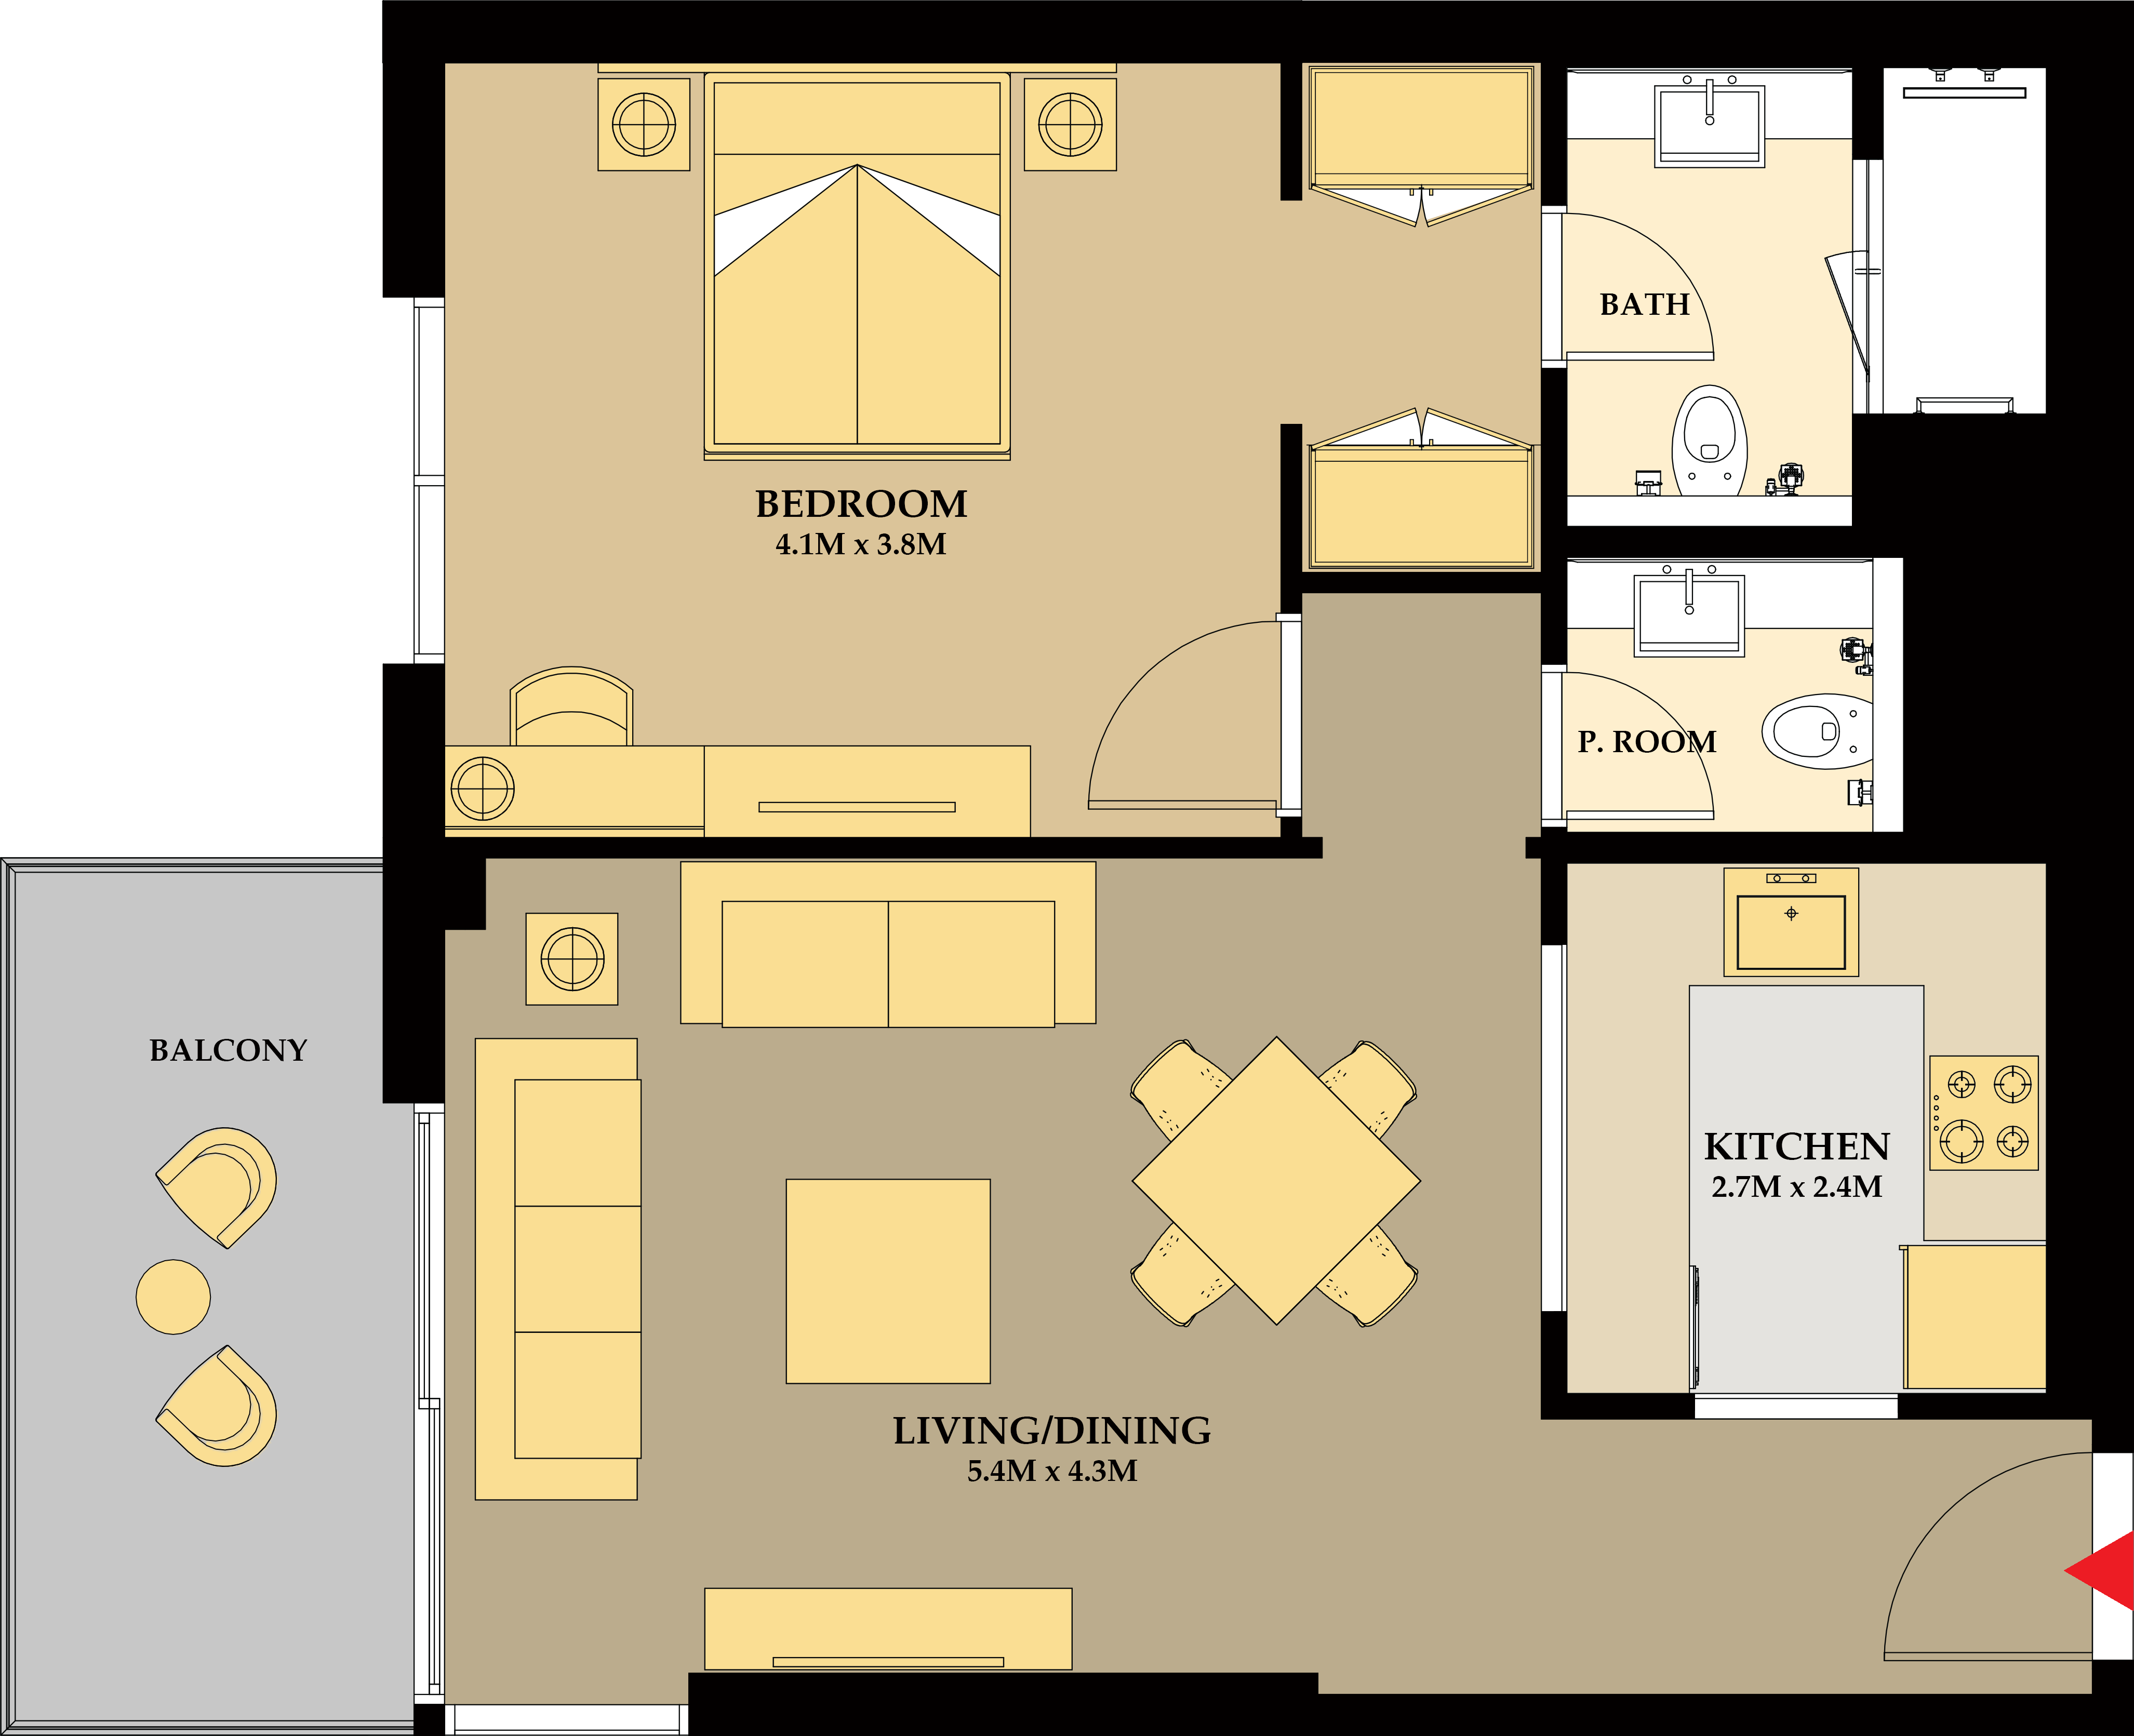 BATH
BEDROOM
4.1M x 3.8M
P. ROOM
BALCONY
KITCHEN
2.7M x 2.4M
LIVING/DINING
5.4M x 4.3M